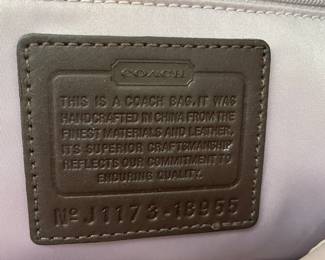 COACH
THIS IS A COACH BAG. IT WAS
HANDCRAFTED IN CHINA FROM THE
FINEST MATERIALS AND LEATHER.
ITS SUPERIOR CRAFTSMANSHIP
REFLECTS OUR COMMITMENT TO
ENDURING QUALITY.
Nº J1173-18955